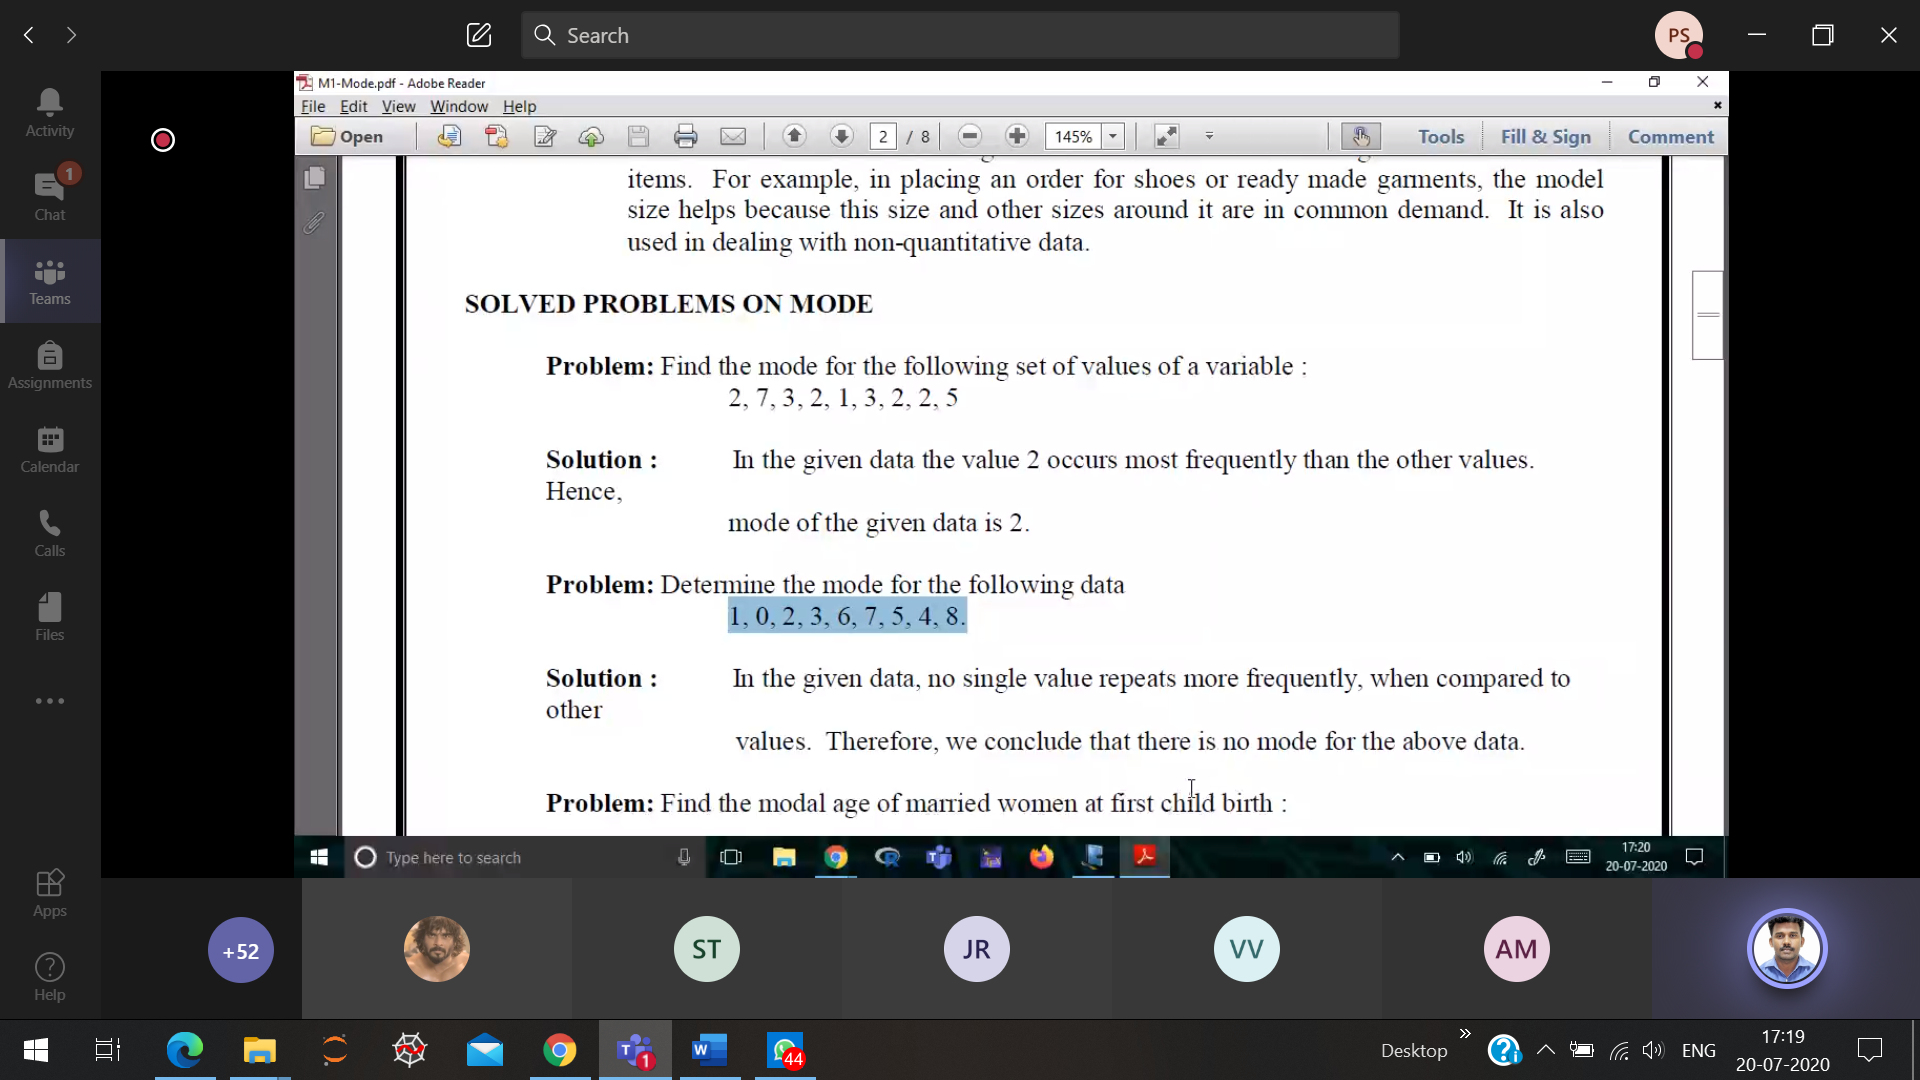 Search
PS
M1-Mode.pdf - Adobe Reader
File Edit View Window Help
Open 2 / 8 145% Tools Fill & Sign Comment
Activity
1
Chat
Teams
Assignments
Calendar
Calls
Files
Apps
Help
items. For example, in placing an order for shoes or ready made garments, the model
size helps because this size and other sizes around it are in common demand. It is also
used in dealing with non-quantitative data.
SOLVED PROBLEMS ON MODE
Problem: Find the mode for the following set of values of a variable :
2, 7, 3, 2, 1, 3, 2, 2, 5
Solution : In the given data the value 2 occurs most frequently than the other values.
Hence,
mode of the given data is 2.
Problem: Determine the mode for the following data
1, 0, 2, 3, 6, 7, 5, 4, 8.
Solution : In the given data, no single value repeats more frequently, when compared to
other
values. Therefore, we conclude that there is no mode for the above data.
Problem: Find the modal age of married women at first child birth :
Type here to search
17:20
20-07-2020
+52 ST JR VV AM
1 44 Desktop ENG 17:19
20-07-2020